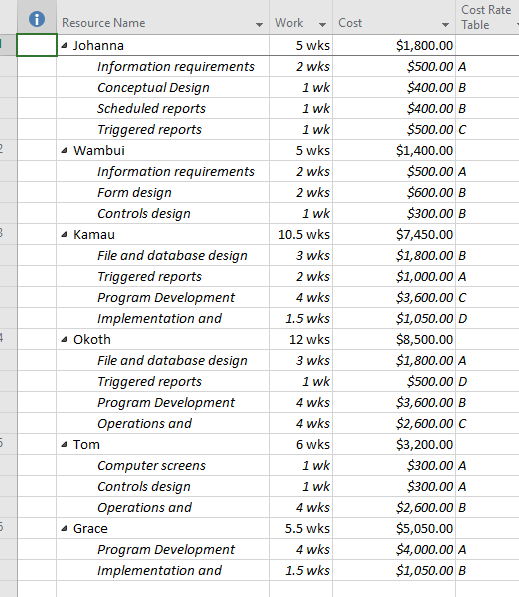 Resource Name Work Cost Cost Rate Table
1 Johanna 5 wks $1,800.00
Information requirements 2 wks $500.00 A
Conceptual Design 1 wk $400.00 B
Scheduled reports 1 wk $400.00 B
Triggered reports 1 wk $500.00 C
2 Wambui 5 wks $1,400.00
Information requirements 2 wks $500.00 A
Form design 2 wks $600.00 B
Controls design 1 wk $300.00 B
3 Kamau 10.5 wks $7,450.00
File and database design 3 wks $1,800.00 B
Triggered reports 2 wks $1,000.00 A
Program Development 4 wks $3,600.00 C
Implementation and 1.5 wks $1,050.00 D
4 Okoth 12 wks $8,500.00
File and database design 3 wks $1,800.00 A
Triggered reports 1 wk $500.00 D
Program Development 4 wks $3,600.00 B
Operations and 4 wks $2,600.00 C
5 Tom 6 wks $3,200.00
Computer screens 1 wk $300.00 A
Controls design 1 wk $300.00 A
Operations and 4 wks $2,600.00 B
6 Grace 5.5 wks $5,050.00
Program Development 4 wks $4,000.00 A
Implementation and 1.5 wks $1,050.00 B